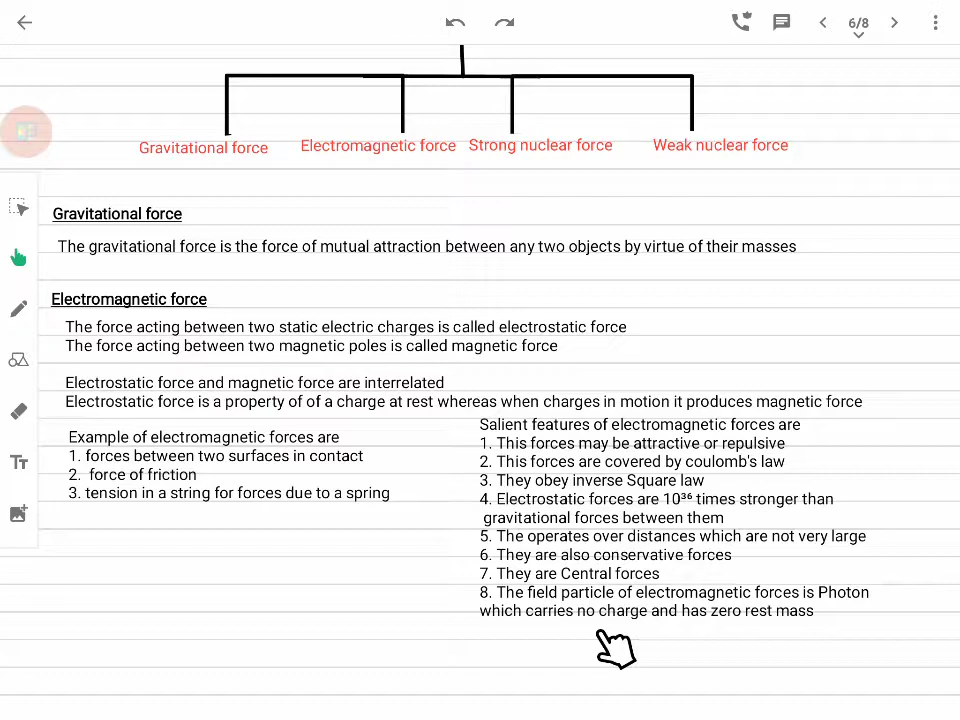 6/8
Gravitational force
Electromagnetic force
Strong nuclear force
Weak nuclear force
Gravitational force
The gravitational force is the force of mutual attraction between any two objects by virtue of their masses
Electromagnetic force
The force acting between two static electric charges is called electrostatic force
The force acting between two magnetic poles is called magnetic force
Electrostatic force and magnetic force are interrelated
Electrostatic force is a property of of a charge at rest whereas when charges in motion it produces magnetic force
Example of electromagnetic forces are
1. forces between two surfaces in contact
2. force of friction
3. tension in a string for forces due to a spring
Salient features of electromagnetic forces are
1. This forces may be attractive or repulsive
2. This forces are covered by coulomb's law
3. They obey inverse Square law
4. Electrostatic forces are 10³⁶ times stronger than
gravitational forces between them
5. The operates over distances which are not very large
6. They are also conservative forces
7. They are Central forces
8. The field particle of electromagnetic forces is Photon
which carries no charge and has zero rest mass
Tт